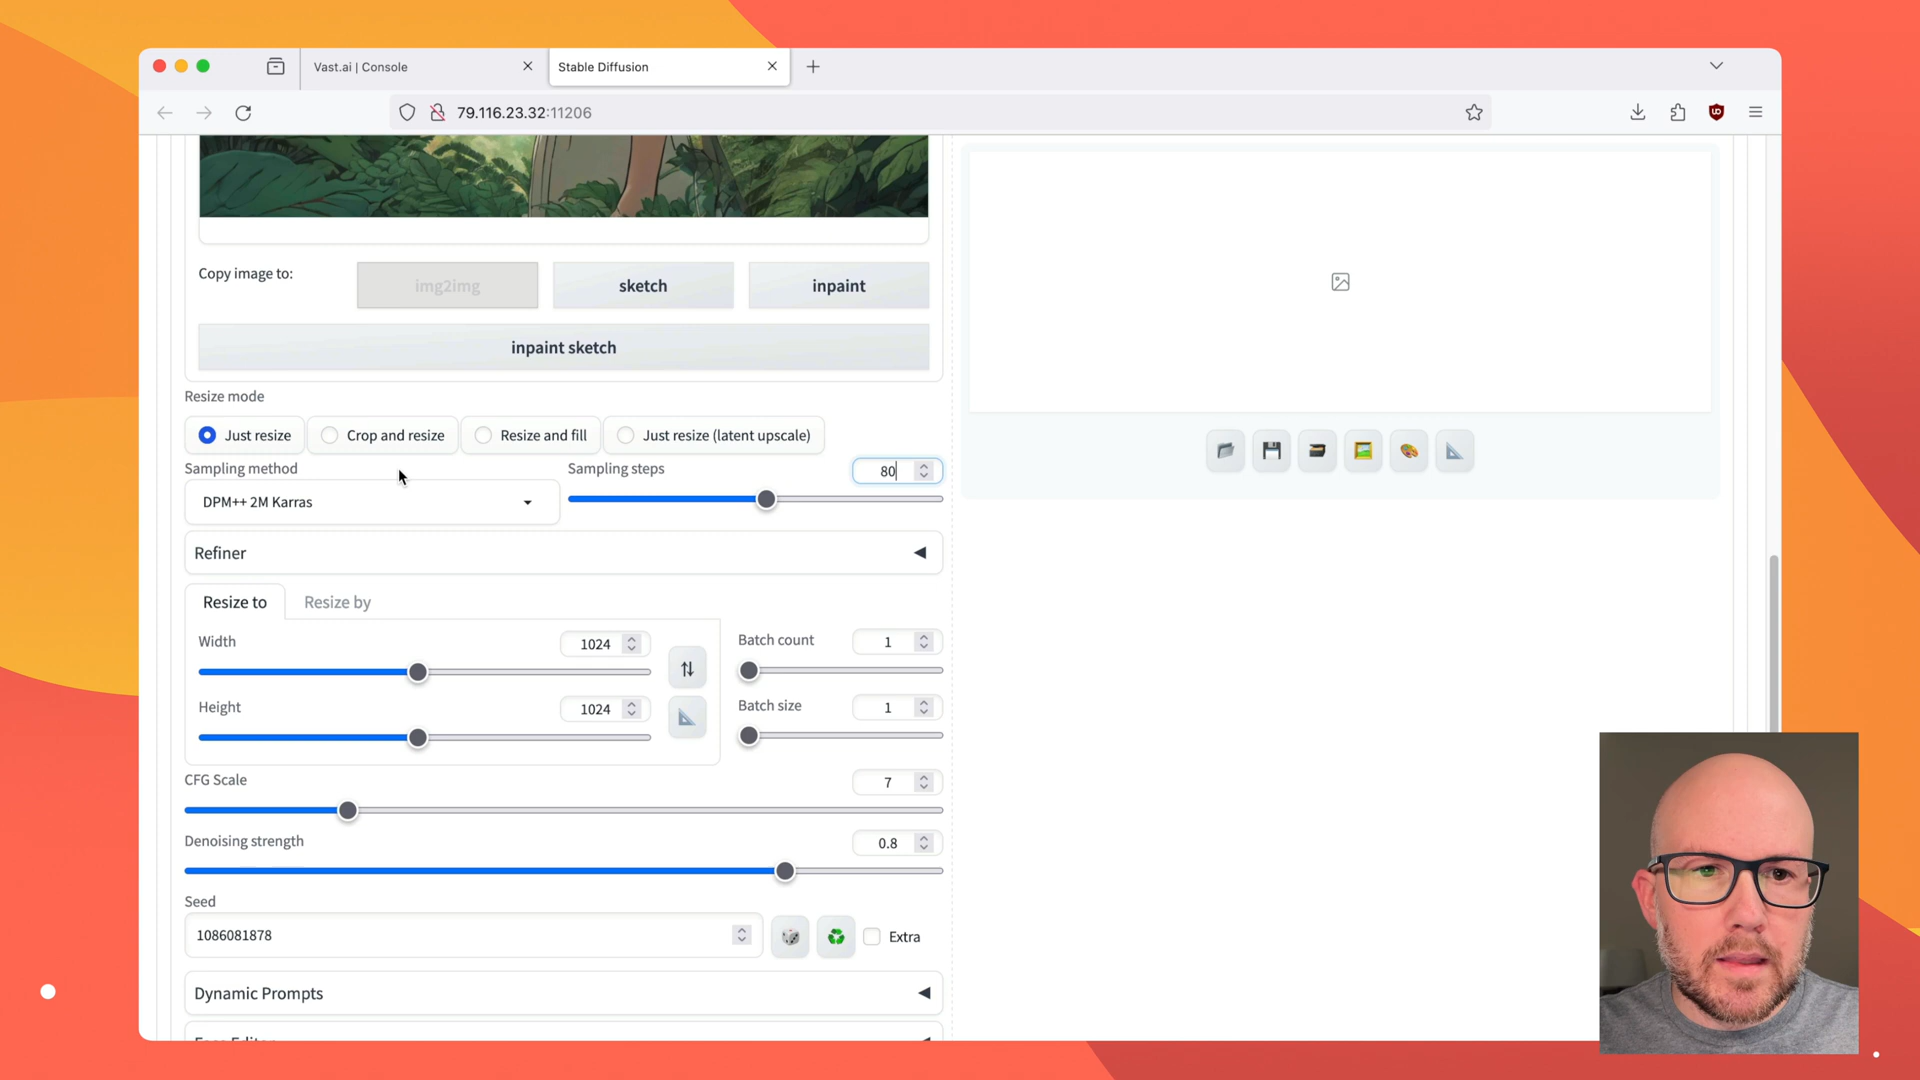 Vast.ai | Console
Stable Diffusion
79.116.23.32:11206
Copy image to:
img2img
sketch
inpaint
inpaint sketch
Resize mode
Just resize
Crop and resize
Resize and fill
Just resize (latent upscale)
Sampling method
Sampling steps
80
DPM++ 2M Karras
Refiner
Resize to
Resize by
Width
1024
Batch count
1
Height
1024
Batch size
1
CFG Scale
7
Denoising strength
0.8
Seed
1086081878
Extra
Dynamic Prompts